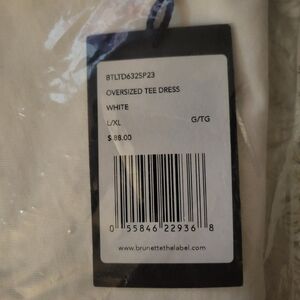 BTLTD632SP23
OVERSIZED TEE DRESS
WHITE
L/XL G/TG
$ 88.00
0 55846 22936 8
www.brunettethelabel.com